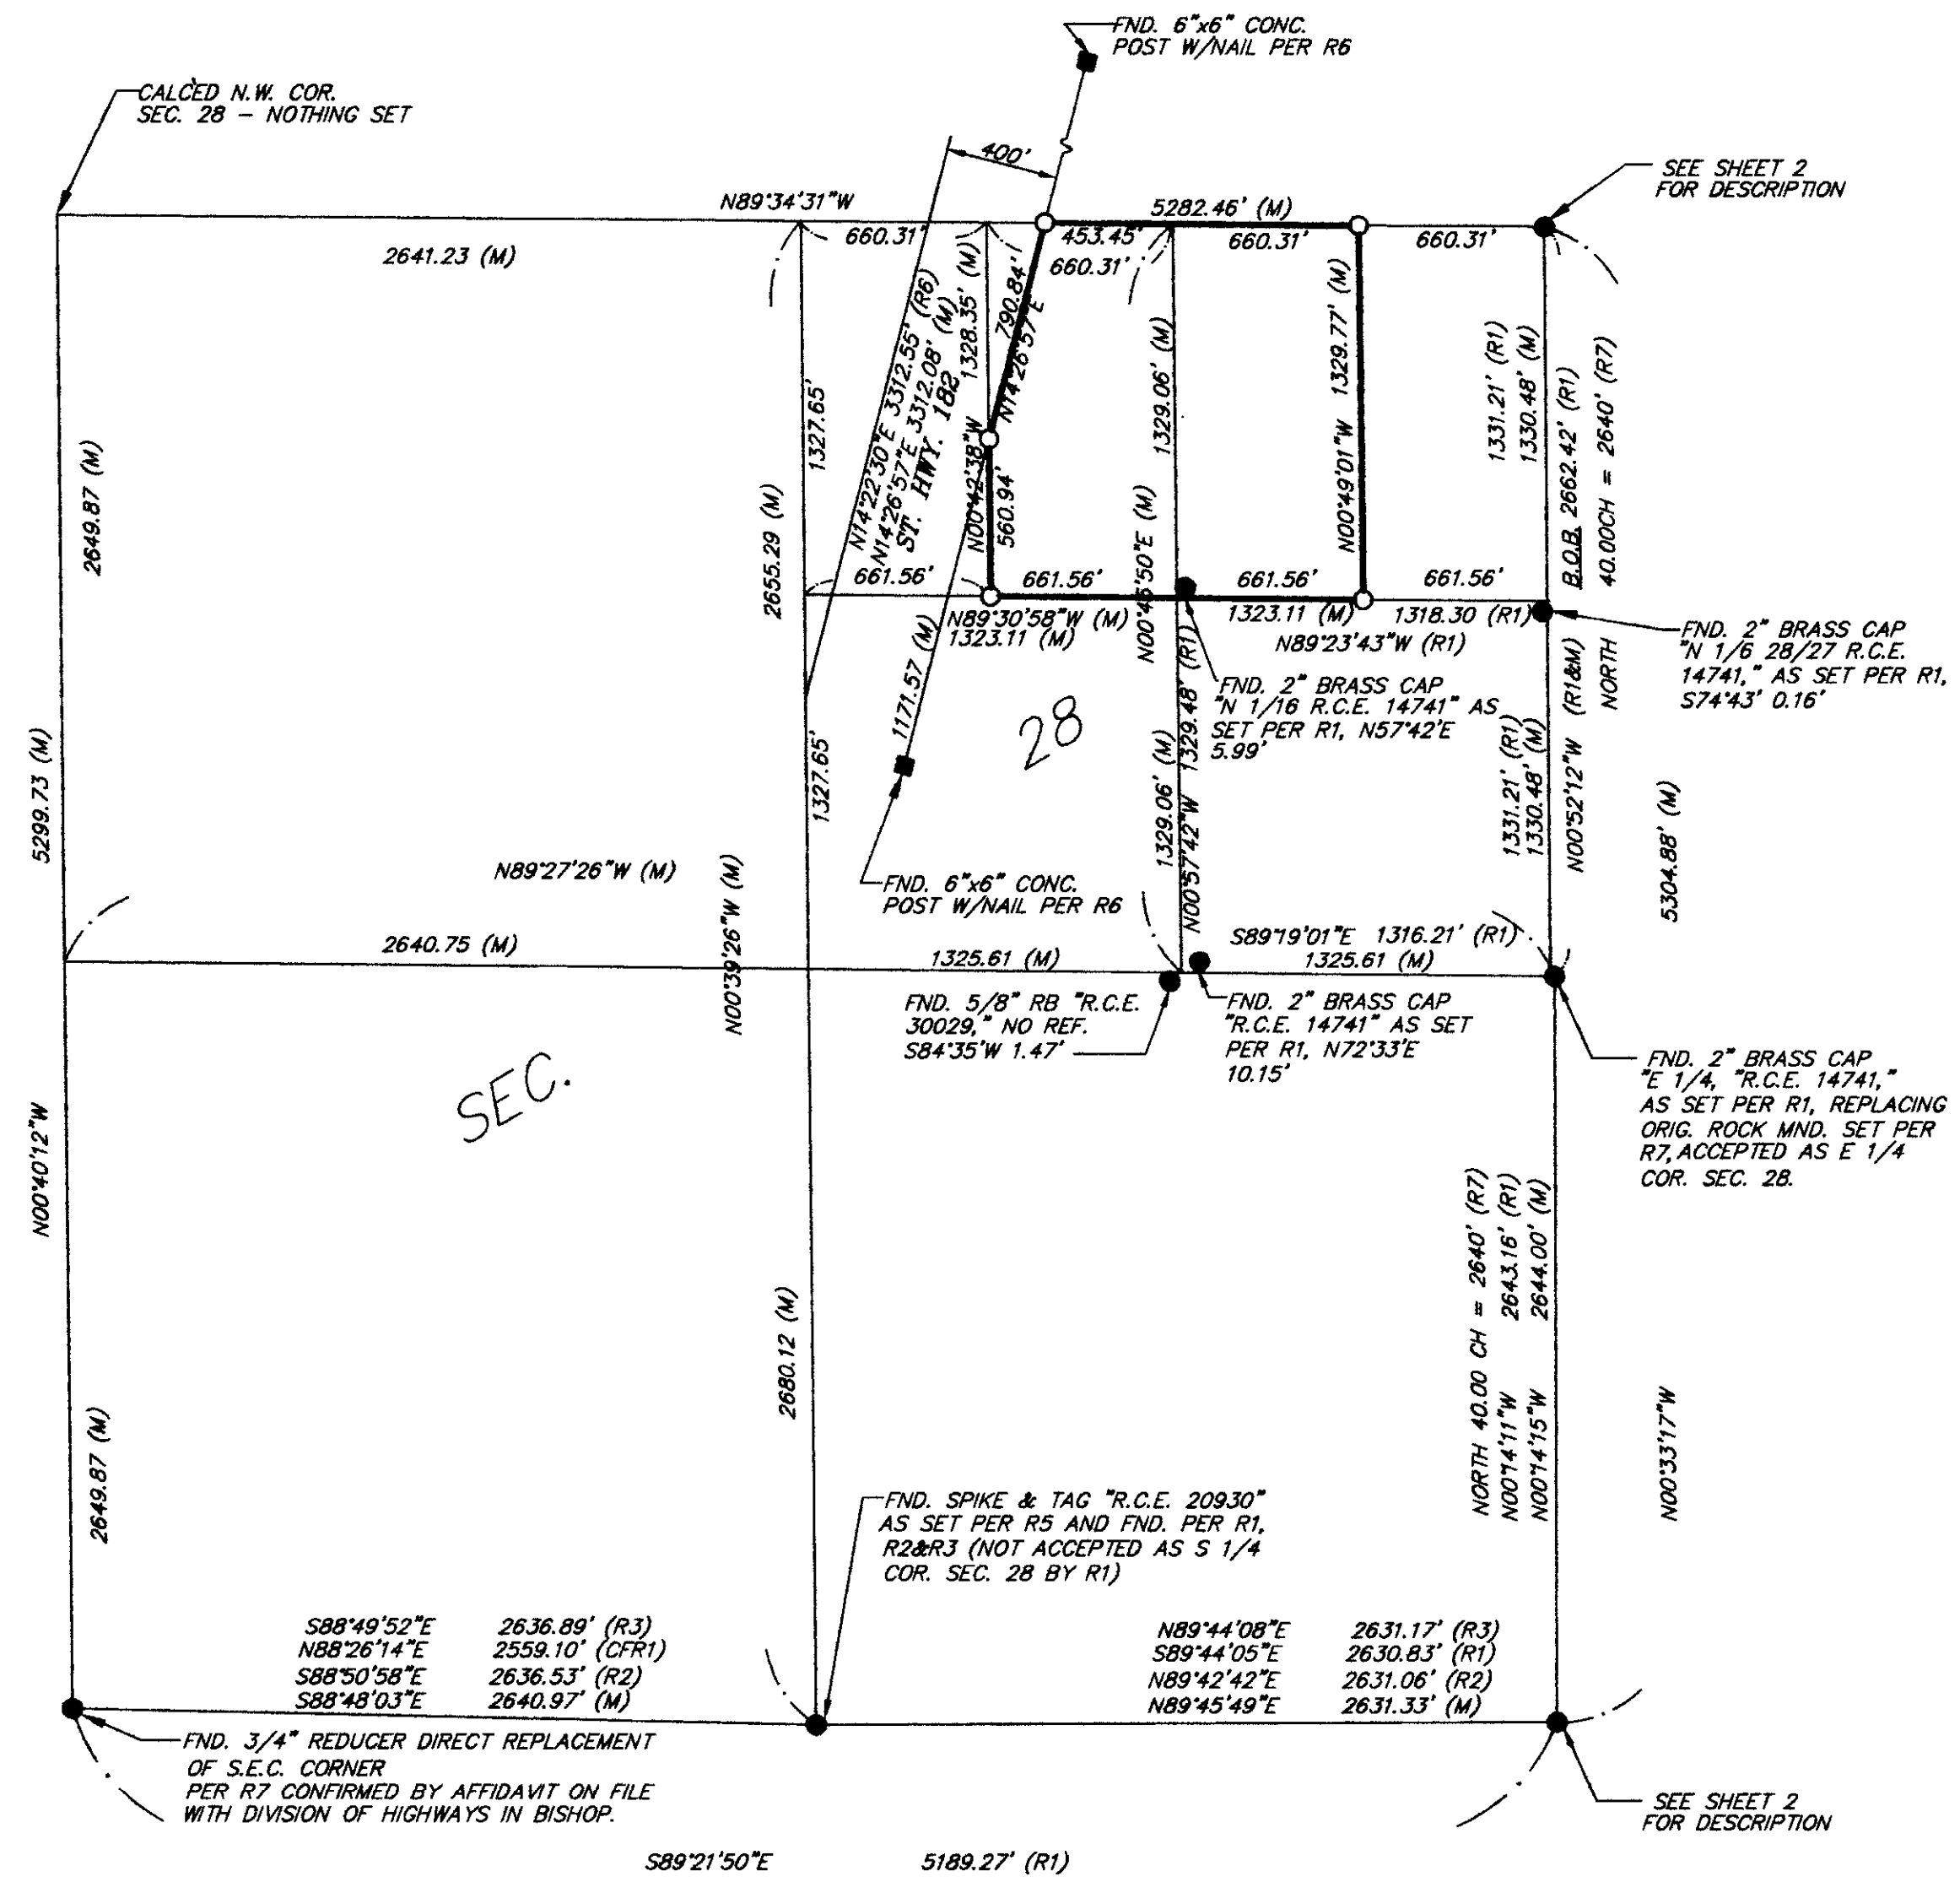 FND. 6"x6" CONC.
POST W/NAIL PER R6
CALC'ED N.W. COR.
SEC. 28 - NOTHING SET
400'
SEE SHEET 2
FOR DESCRIPTION
N89°34'31"W
5282.46' (M)
2641.23 (M)
660.31'
453.45'
660.31'
660.31'
660.31'
1327.65'
N14°22'30"E 3312.55' (R6)
N14°26'57"E 3312.08' (M)
ST. HWY. 182
1328.35' (M)
790.84'
N14°26'57"E
N00°42'38"W
560.94'
1329.06' (M)
N00°45'50"E (M)
N00°49'01"W 1329.77' (M)
1331.21' (R1)
1330.48' (M)
B.O.B. 2662.42' (R1)
40.00CH = 2640' (R7)
NORTH
2649.87 (M)
2655.29 (M)
661.56'
661.56'
661.56'
661.56'
N89°30'58"W (M)
1323.11 (M)
1323.11 (M)
1318.30 (R1)
N89°23'43"W (R1)
FND. 2" BRASS CAP
"N 1/6 28/27 R.C.E.
14741," AS SET PER R1,
S74°43' 0.16'
FND. 2" BRASS CAP
"N 1/16 R.C.E. 14741" AS
SET PER R1, N57°42'E
5.99'
28
1171.57 (M)
1327.65'
1329.06' (M)
N00°57'42"W 1329.48' (R1)
1331.21' (R1)
1330.48' (M)
N00°52'12"W (R1&M)
5304.88' (M)
5299.73 (M)
N89°27'26"W (M)
FND. 6"x6" CONC.
POST W/NAIL PER R6
2640.75 (M)
1325.61 (M)
S89°19'01"E 1316.21' (R1)
1325.61 (M)
N00°39'26"W (M)
FND. 5/8" RB "R.C.E.
30029," NO REF.
S84°35'W 1.47'
FND. 2" BRASS CAP
"R.C.E. 14741" AS SET
PER R1, N72°33'E
10.15'
FND. 2" BRASS CAP
"E 1/4, "R.C.E. 14741,"
AS SET PER R1, REPLACING
ORIG. ROCK MND. SET PER
R7, ACCEPTED AS E 1/4
COR. SEC. 28.
SEC.
N00°40'12"W
2680.12 (M)
NORTH 40.00 CH = 2640' (R7)
N00°14'11"W 2643.16' (R1)
N00°14'15"W 2644.00' (M)
N00°33'17"W
2649.87 (M)
FND. SPIKE & TAG "R.C.E. 20930"
AS SET PER R5 AND FND. PER R1,
R2&R3 (NOT ACCEPTED AS S 1/4
COR. SEC. 28 BY R1)
S88°49'52"E 2636.89' (R3)
N88°26'14"E 2559.10' (CFR1)
S88°50'58"E 2636.53' (R2)
S88°48'03"E 2640.97' (M)
N89°44'08"E 2631.17' (R3)
S89°44'05"E 2630.83' (R1)
N89°42'42"E 2631.06' (R2)
N89°45'49"E 2631.33' (M)
FND. 3/4" REDUCER DIRECT REPLACEMENT
OF S.E.C. CORNER
PER R7 CONFIRMED BY AFFIDAVIT ON FILE
WITH DIVISION OF HIGHWAYS IN BISHOP.
SEE SHEET 2
FOR DESCRIPTION
S89°21'50"E 5189.27' (R1)